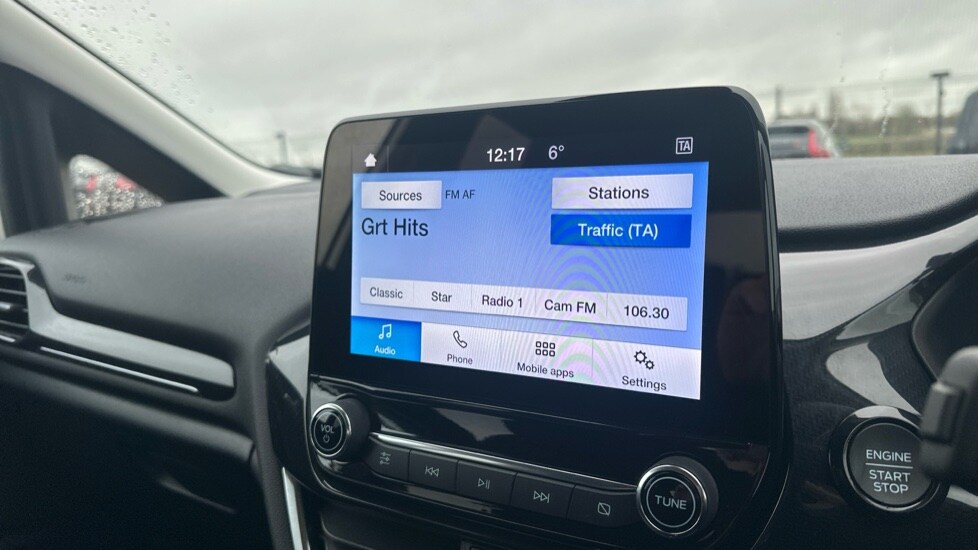 12:17 6° TA
Sources FM AF Stations
Grt Hits Traffic (TA)
Classic Star Radio 1 Cam FM 106.30
Audio Phone Mobile apps Settings
VOL
TUNE
ENGINE
START
STOP